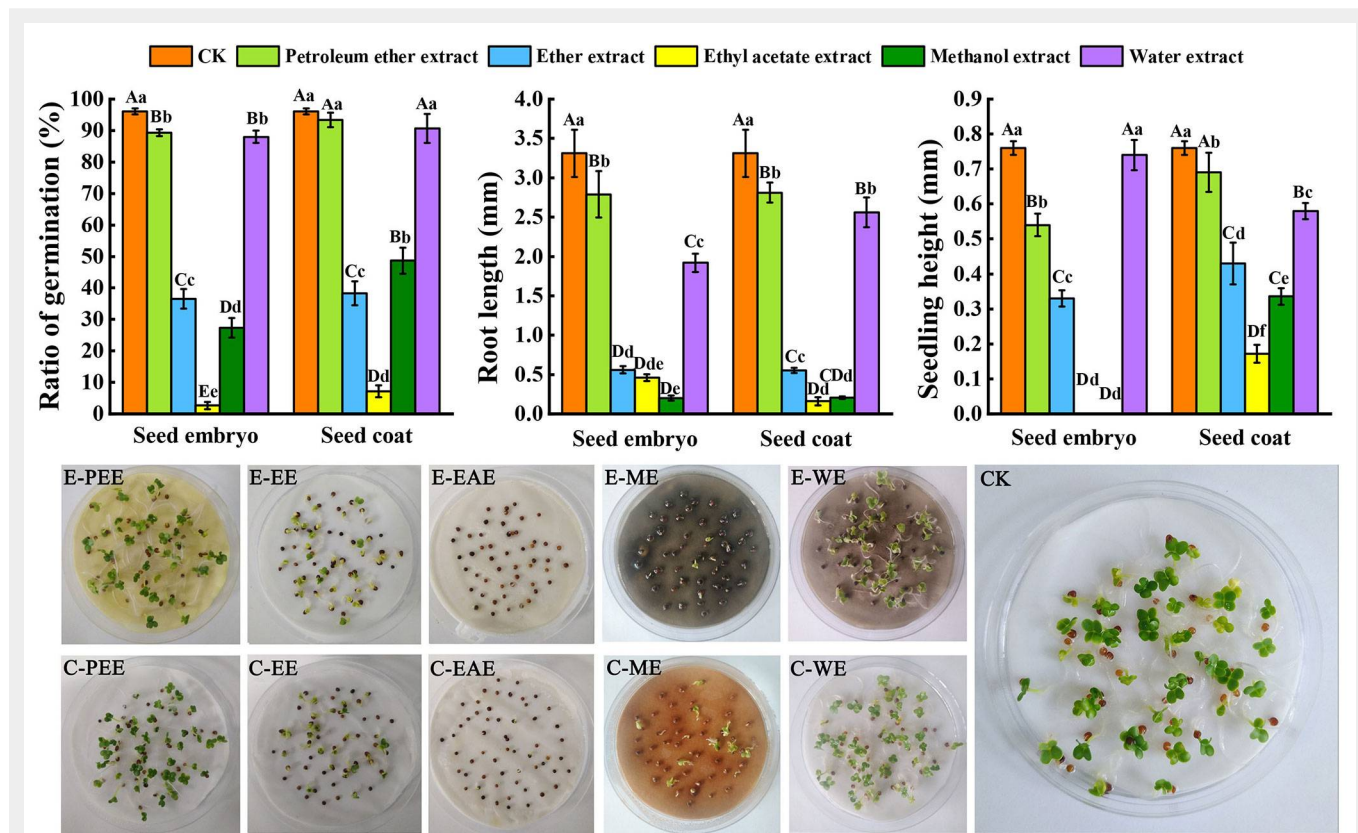 CK Petroleum ether extract Ether extract Ethyl acetate extract Methanol extract Water extract
Ratio of germination (%)
100
90
80
70
60
50
40
30
20
10
0
Aa Bb Cc Ee Dd Bb
Aa Aa Cc Dd Bb Aa
Seed embryo Seed coat
Root length (mm)
4.0
3.5
3.0
2.5
2.0
1.5
1.0
0.5
0.0
Aa Bb Dd Dde De Cc
Aa Bb Cc Dd CDd Bb
Seed embryo Seed coat
Seedling height (mm)
0.9
0.8
0.7
0.6
0.5
0.4
0.3
0.2
0.1
0.0
Aa Bb Cc Dd Dd Aa
Aa Ab Cd Df Ce Bc
Seed embryo Seed coat
E-PEE E-EE E-EAE E-ME E-WE CK
C-PEE C-EE C-EAE C-ME C-WE